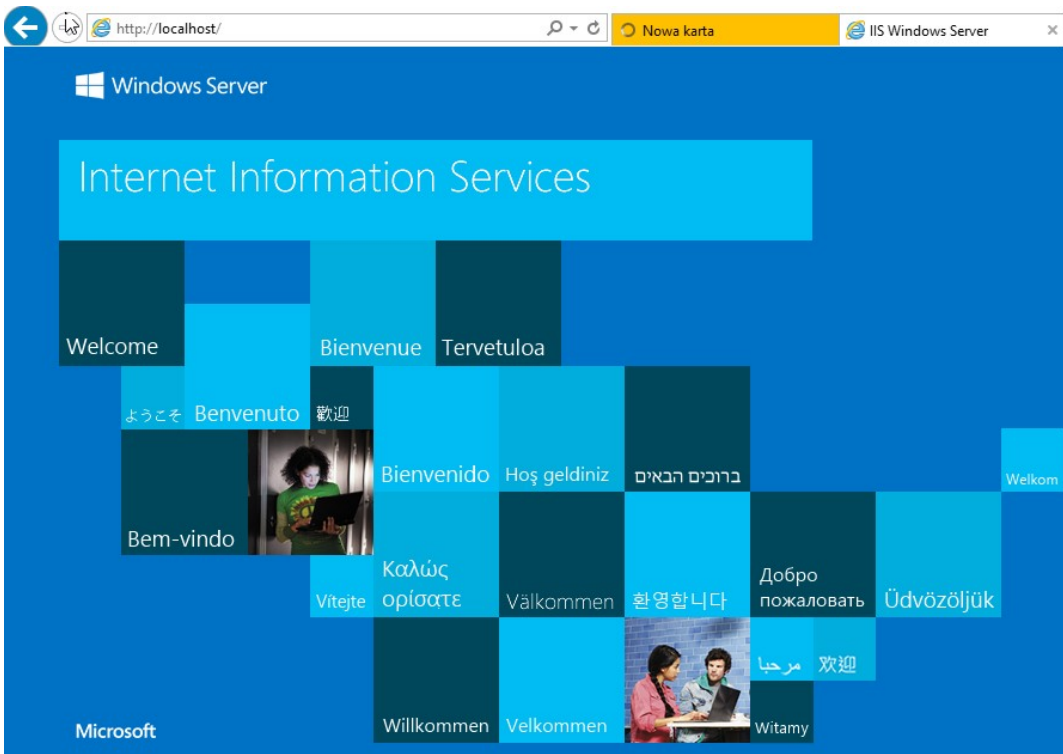 http://localhost/
Nowa karta
IIS Windows Server
Windows Server
Internet Information Services
Welcome
Bienvenue
Tervetuloa
ようこそ
Benvenuto
歡迎
Bienvenido
Hoş geldiniz
ברוכים הבאים
Welkom
Bem-vindo
Vítejte
Καλώς
ορίσατε
Välkommen
환영합니다
Добро
пожаловать
Üdvözöljük
مرحبا
欢迎
Microsoft
Willkommen
Velkommen
Witamy